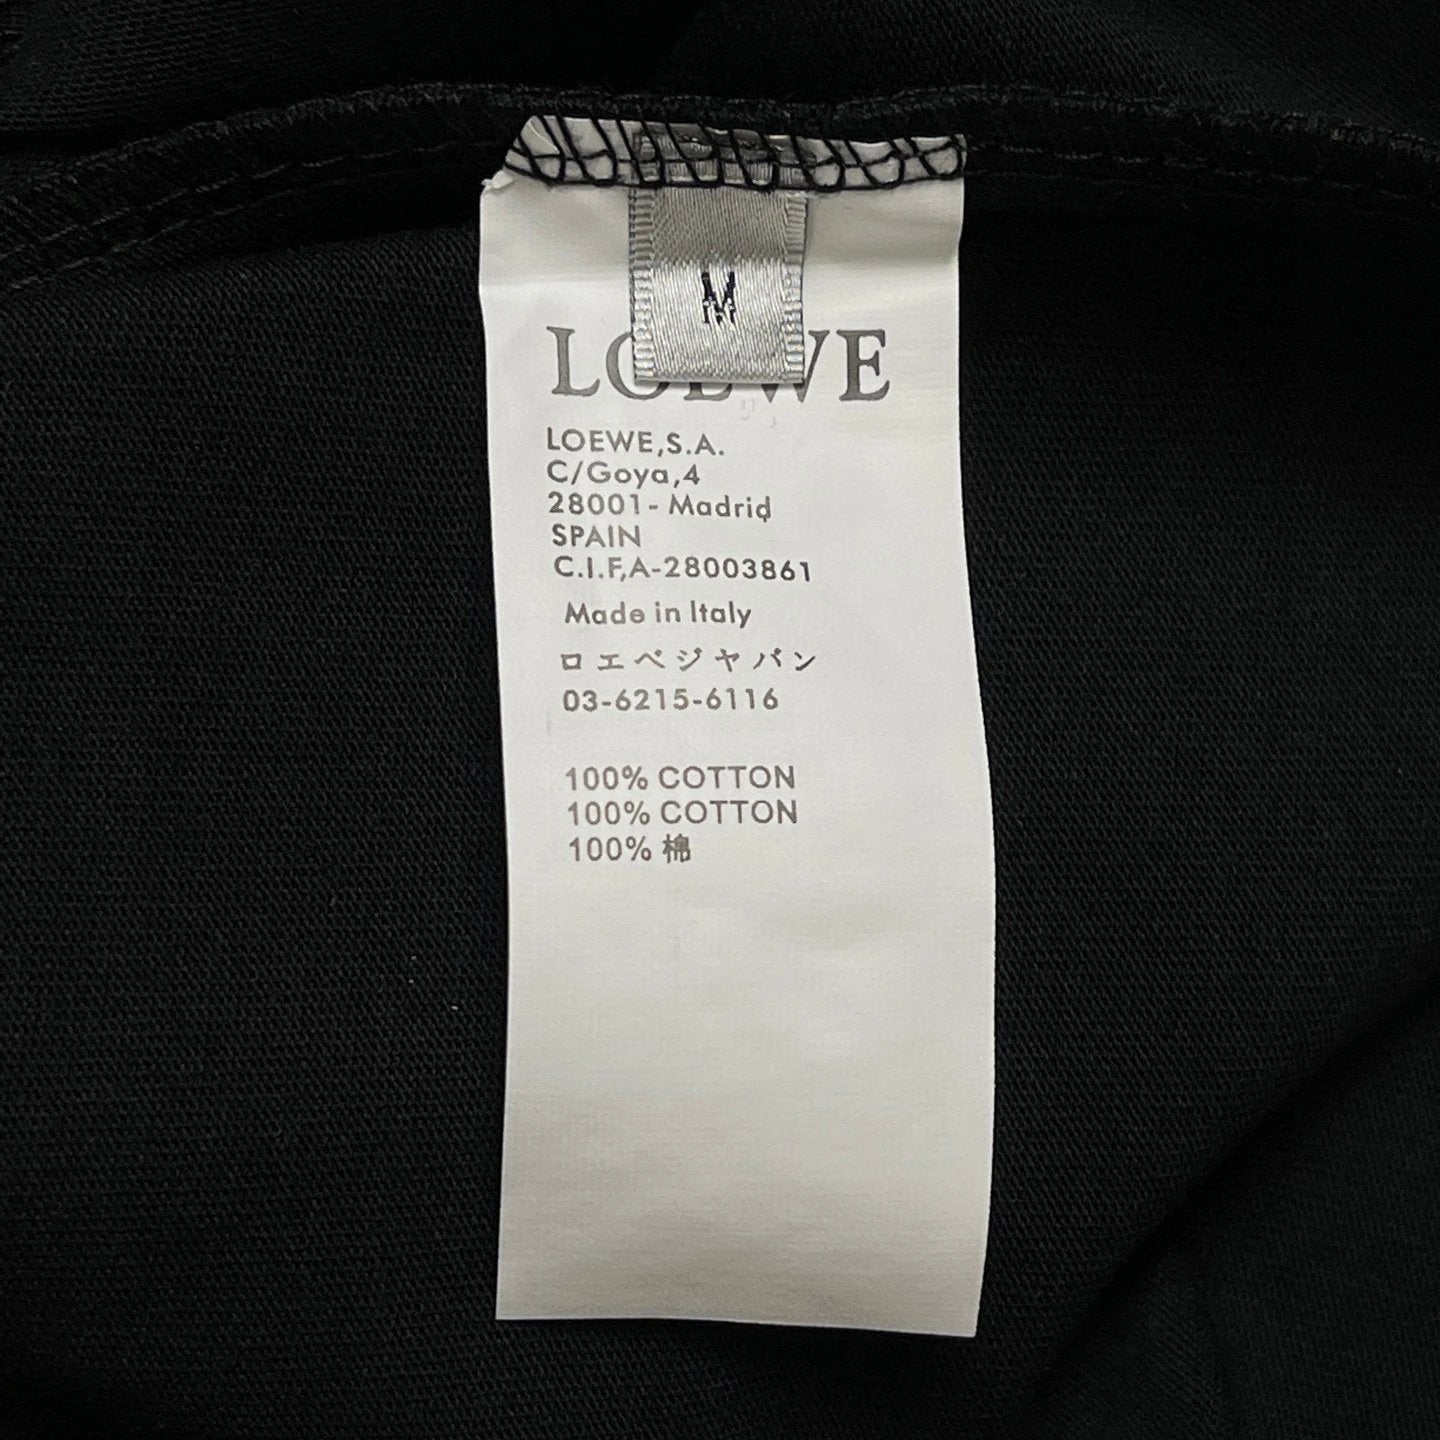 M
LOEWE
LOEWE,S.A.
C/Goya,4
28001- Madrid
SPAIN
C.I.F,A-28003861
Made in Italy
ロエベジャパン
03-6215-6116
100% COTTON
100% COTTON
100% 棉